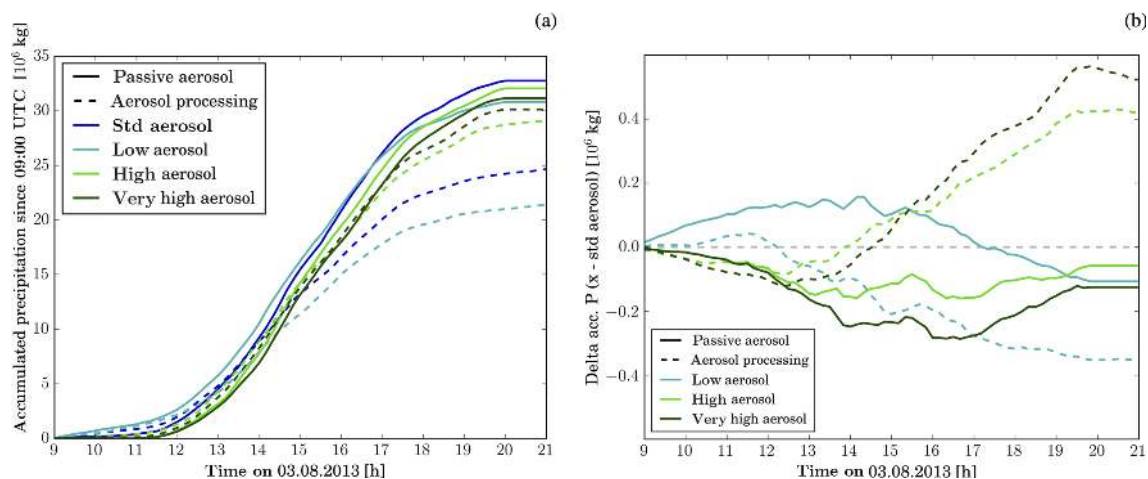 (a)
Accumulated precipitation since 09:00 UTC [10⁶ kg]
35
30
25
20
15
10
5
0
Passive aerosol
Aerosol processing
Std aerosol
Low aerosol
High aerosol
Very high aerosol
9 10 11 12 13 14 15 16 17 18 19 20 21
Time on 03.08.2013 [h]
(b)
Delta acc. P (x - std aerosol) [10⁶ kg]
0.4
0.2
0.0
−0.2
−0.4
Passive aerosol
Aerosol processing
Low aerosol
High aerosol
Very high aerosol
9 10 11 12 13 14 15 16 17 18 19 20 21
Time on 03.08.2013 [h]